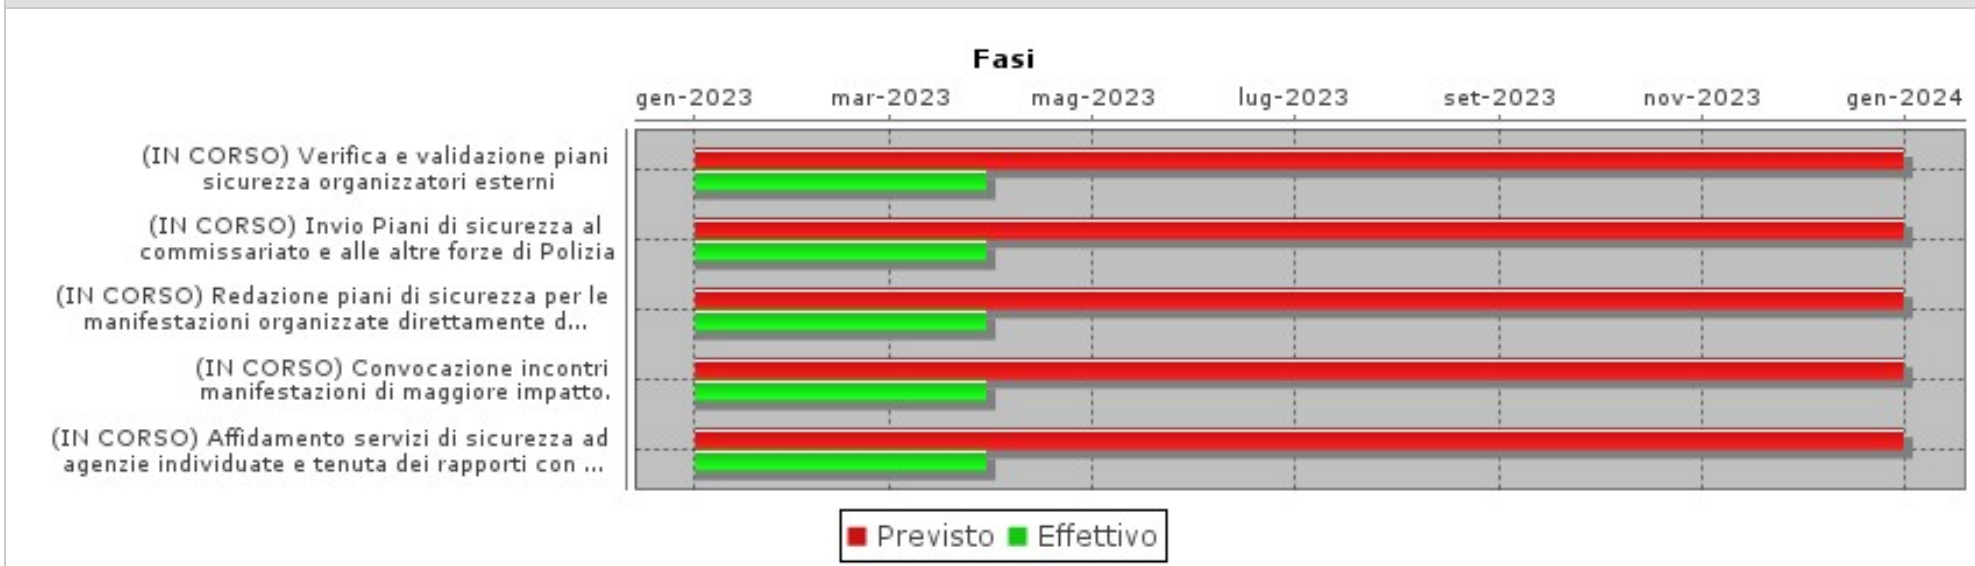 Fasi
gen-2023 mar-2023 mag-2023 lug-2023 set-2023 nov-2023 gen-2024
(IN CORSO) Verifica e validazione piani
sicurezza organizzatori esterni
(IN CORSO) Invio Piani di sicurezza al
commissariato e alle altre forze di Polizia
(IN CORSO) Redazione piani di sicurezza per le
manifestazioni organizzate direttamente d...
(IN CORSO) Convocazione incontri
manifestazioni di maggiore impatto.
(IN CORSO) Affidamento servizi di sicurezza ad
agenzie individuate e tenuta dei rapporti con ...
Previsto Effettivo